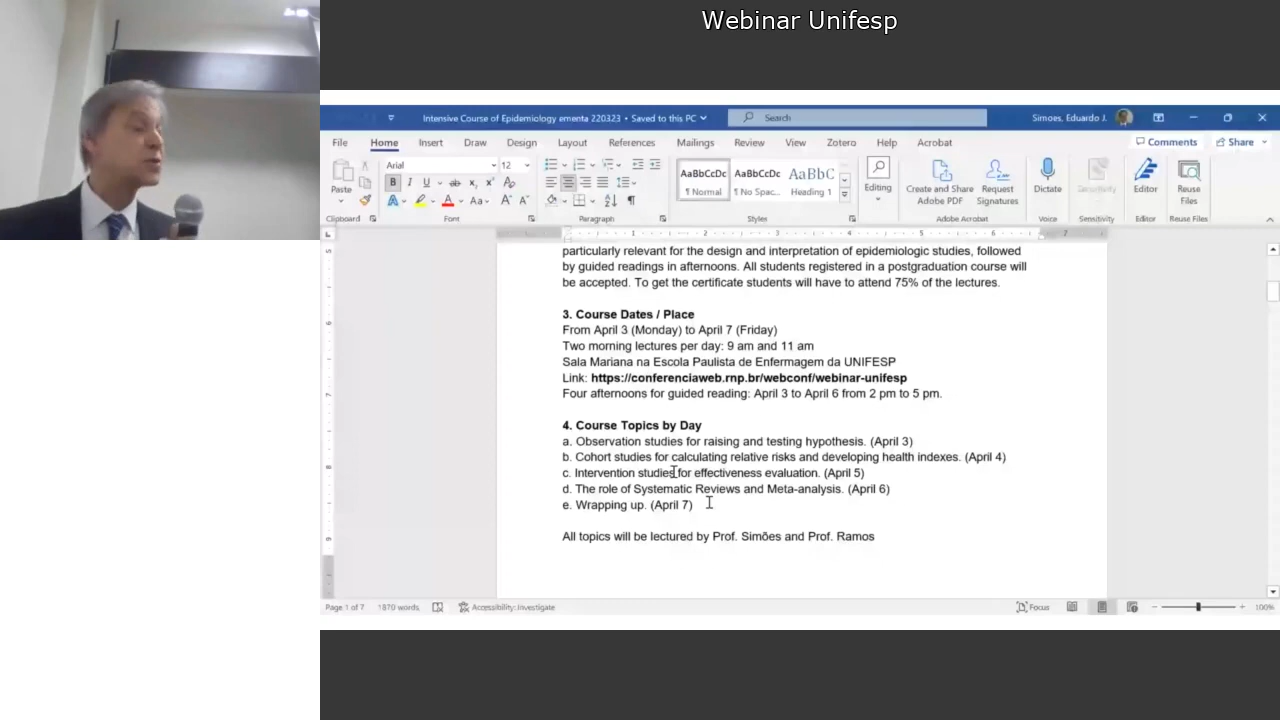 Webinar Unifesp
Intensive Course of Epidemiology ementa 220323 • Saved to this PC
Search
Simoes, Eduardo J.
File Home Insert Draw Design Layout References Mailings Review View Zotero Help Acrobat
Comments
Share
Paste
Clipboard
Arial
12
Font
Paragraph
AaBbCcDc AaBbCcDc AaBbC
¶ Normal ¶ No Spac... Heading 1
Styles
Editing
Create and Share Adobe PDF
Request Signatures
Adobe Acrobat
Dictate
Voice
Sensitivity
Sensitivity
Editor
Editor
Reuse Files
Reuse Files
particularly relevant for the design and interpretation of epidemiologic studies, followed
by guided readings in afternoons. All students registered in a postgraduation course will
be accepted. To get the certificate students will have to attend 75% of the lectures.
3. Course Dates / Place
From April 3 (Monday) to April 7 (Friday)
Two morning lectures per day: 9 am and 11 am
Sala Mariana na Escola Paulista de Enfermagem da UNIFESP
Link: https://conferenciaweb.rnp.br/webconf/webinar-unifesp
Four afternoons for guided reading: April 3 to April 6 from 2 pm to 5 pm.
4. Course Topics by Day
a. Observation studies for raising and testing hypothesis. (April 3)
b. Cohort studies for calculating relative risks and developing health indexes. (April 4)
c. Intervention studies for effectiveness evaluation. (April 5)
d. The role of Systematic Reviews and Meta-analysis. (April 6)
e. Wrapping up. (April 7)
All topics will be lectured by Prof. Simões and Prof. Ramos
Page 1 of 7 1870 words Accessibility: Investigate
Focus
100%